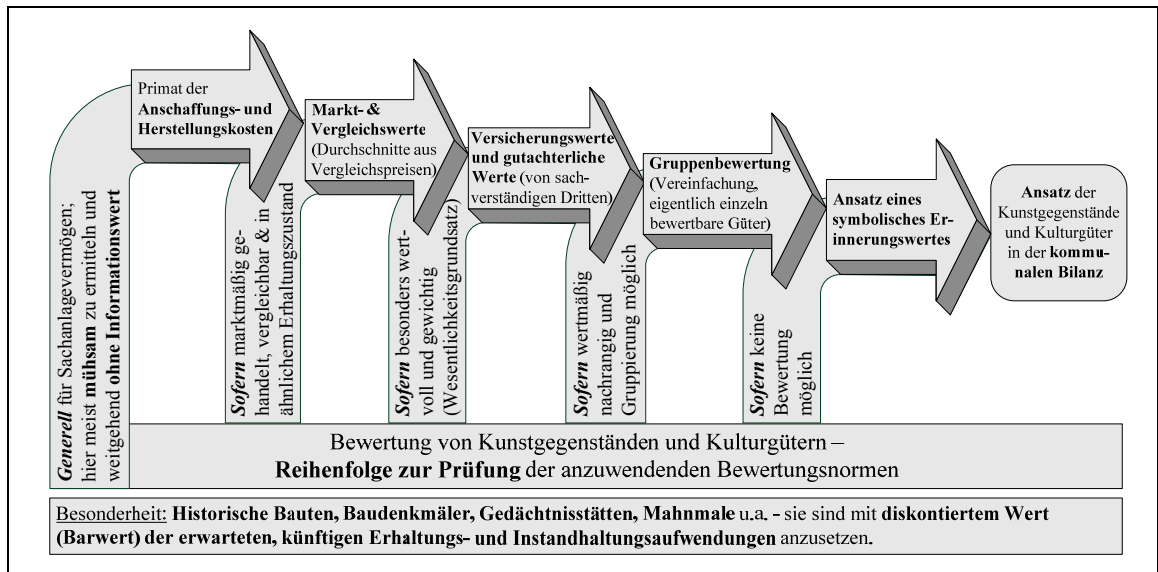 Primat der
Anschaffungs- und
Herstellungskosten
Markt- &
Vergleichswerte
(Durchschnitte aus
Vergleichspreisen)
Versicherungswerte
und gutachterliche
Werte (von sach-
verständigen Dritten)
Gruppenbewertung
(Vereinfachung,
eigentlich einzeln
bewertbare Güter)
Ansatz eines
symbolisches Er-
innerungswertes
Ansatz der
Kunstgegenstände
und Kulturgüter
in der kommu-
nalen Bilanz
Generell für Sachanlagevermögen;
hier meist mühsam zu ermitteln und
weitgehend ohne Informationswert
Sofern marktmäßig ge-
handelt, vergleichbar & in
ähnlichem Erhaltungszustand
Sofern besonders wert-
voll und gewichtig
(Wesentlichkeitsgrundsatz)
Sofern wertmäßig
nachrangig und
Gruppierung möglich
Sofern keine
Bewertung
möglich
Bewertung von Kunstgegenständen und Kulturgütern –
Reihenfolge zur Prüfung der anzuwendenden Bewertungsnormen
Besonderheit: Historische Bauten, Baudenkmäler, Gedächtnisstätten, Mahnmale u.a. - sie sind mit diskontiertem Wert
(Barwert) der erwarteten, künftigen Erhaltungs- und Instandhaltungsaufwendungen anzusetzen.